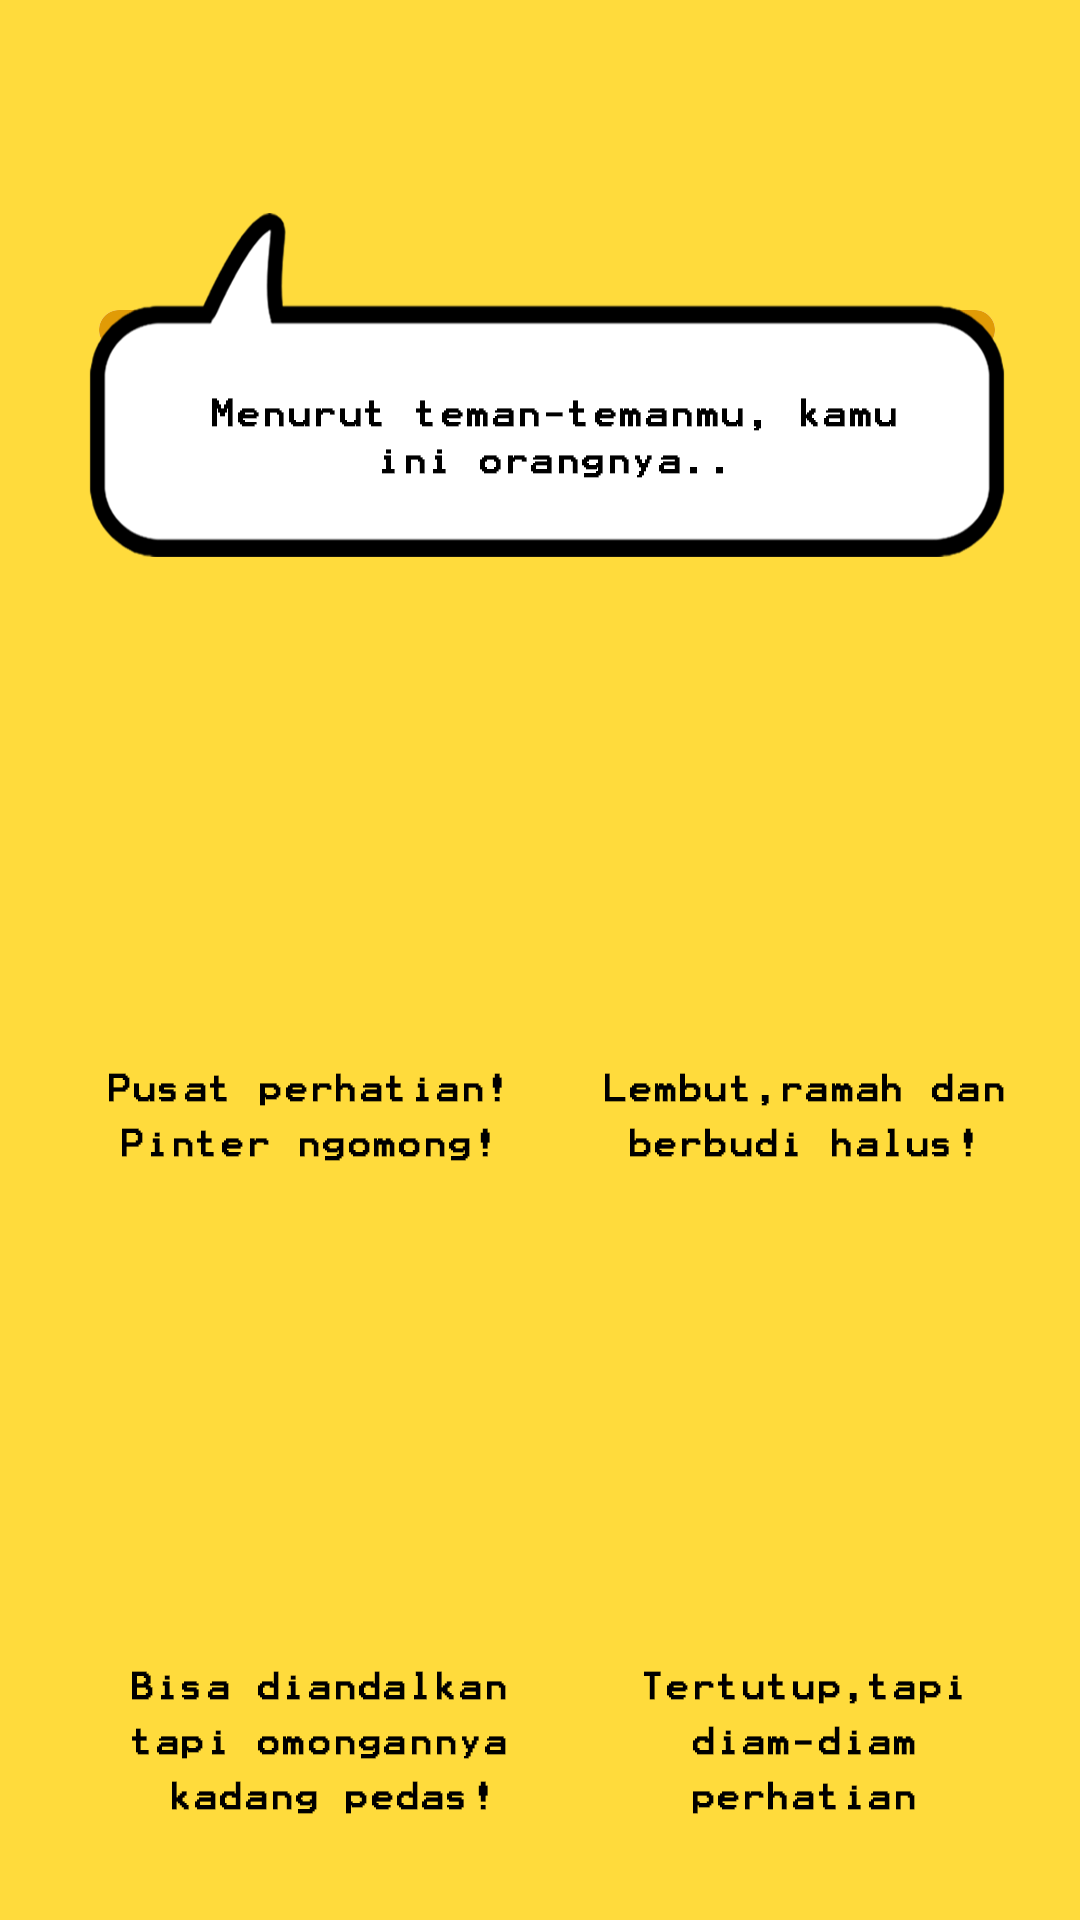 Menurut teman-temanmu, kamu
ini orangnya..
Pusat perhatian!
Pinter ngomong!
Lembut,ramah dan
berbudi halus!
Bisa diandalkan
tapi omongannya
kadang pedas!
Tertutup,tapi
diam-diam
perhatian